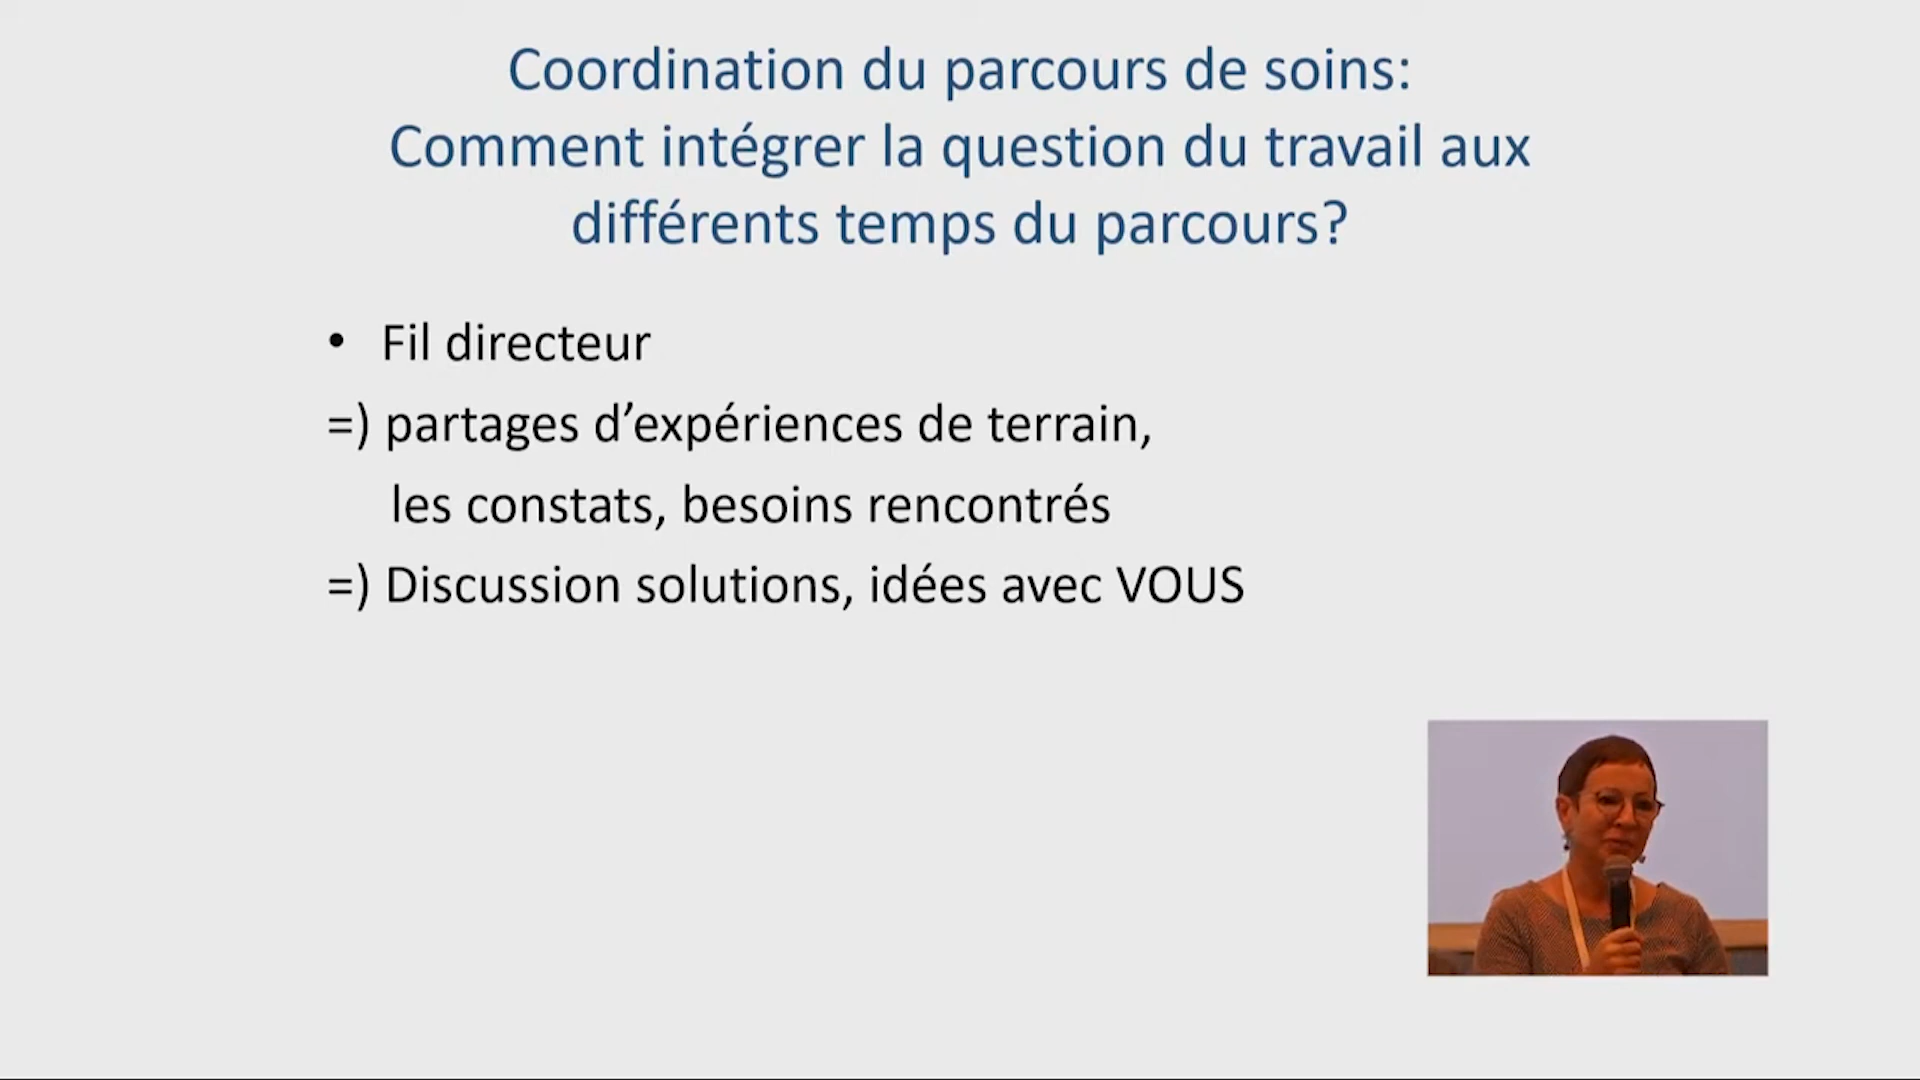 Coordination du parcours de soins:
Comment intégrer la question du travail aux
différents temps du parcours?
• Fil directeur
=) partages d’expériences de terrain,
les constats, besoins rencontrés
=) Discussion solutions, idées avec VOUS